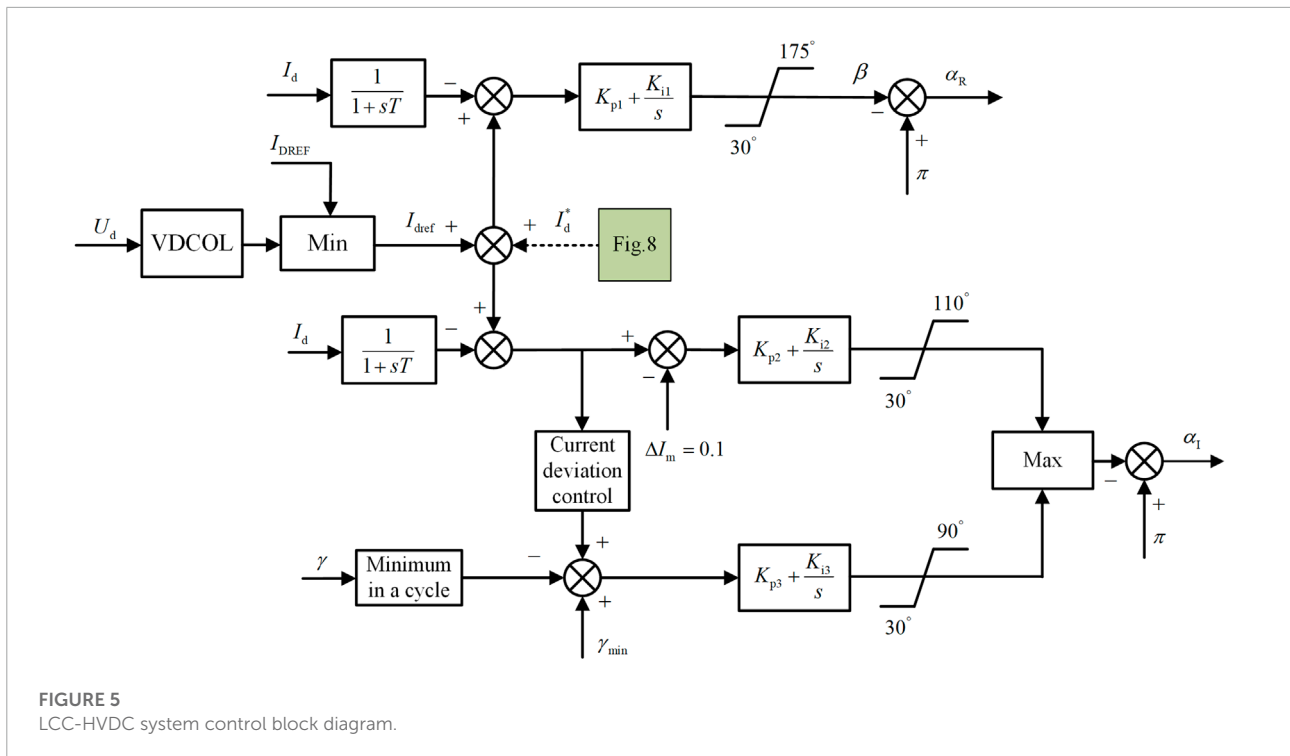 175°
I_d
1
1+sT
−
+
K_p1 + K_i1
s
30°
β
−
α_R
+
π
I_DREF
U_d
VDCOL
Min
I_dref +
+ I_d^*
Fig.8
+
I_d
1
1+sT
−
+
−
ΔI_m = 0.1
K_p2 + K_i2
s
110°
30°
Current
deviation
control
Max
−
α_I
+
π
γ
Minimum
in a cycle
−
+
+
γ_min
K_p3 + K_i3
s
90°
30°
FIGURE 5
LCC-HVDC system control block diagram.